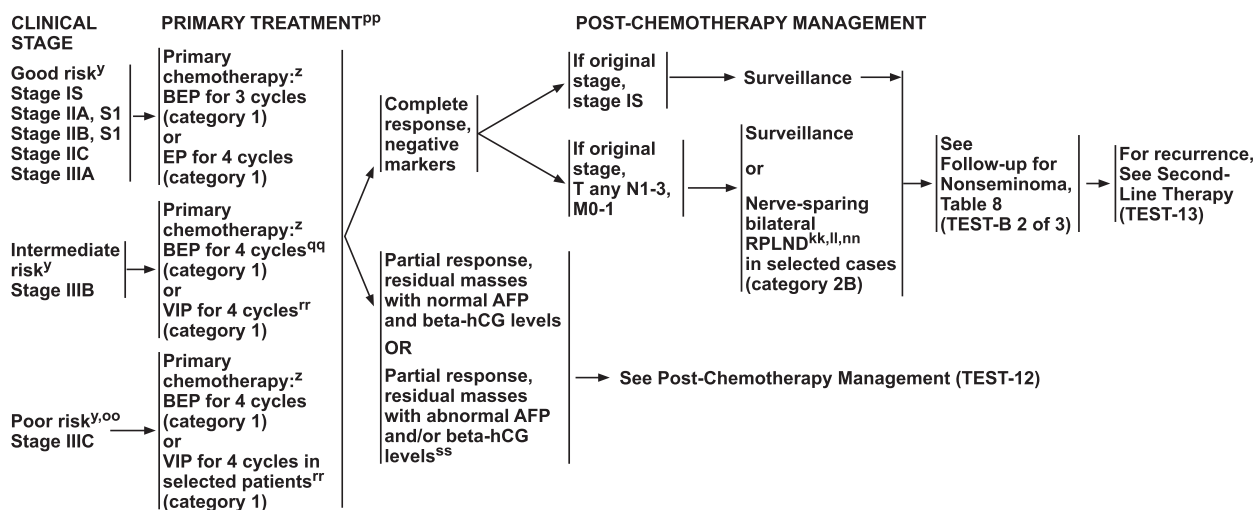 CLINICAL
STAGE
PRIMARY TREATMENTpp
POST-CHEMOTHERAPY MANAGEMENT
Good risky
Stage IS
Stage IIA, S1
Stage IIB, S1
Stage IIC
Stage IIIA
Primary
chemotherapy:z
BEP for 3 cycles
(category 1)
or
EP for 4 cycles
(category 1)
Intermediate
risky
Stage IIIB
Primary
chemotherapy:z
BEP for 4 cyclesqq
(category 1)
or
VIP for 4 cyclesrr
(category 1)
Poor risky,oo
Stage IIIC
Primary
chemotherapy:z
BEP for 4 cycles
(category 1)
or
VIP for 4 cycles in
selected patientsrr
(category 1)
Complete
response,
negative
markers
If original
stage,
stage IS
Surveillance
If original
stage,
T any N1-3,
M0-1
Surveillance
or
Nerve-sparing
bilateral
RPLNDkk,ll,nn
in selected cases
(category 2B)
See
Follow-up for
Nonseminoma,
Table 8
(TEST-B 2 of 3)
For recurrence,
See Second-
Line Therapy
(TEST-13)
Partial response,
residual masses
with normal AFP
and beta-hCG levels
OR
Partial response,
residual masses
with abnormal AFP
and/or beta-hCG
levelsss
See Post-Chemotherapy Management (TEST-12)